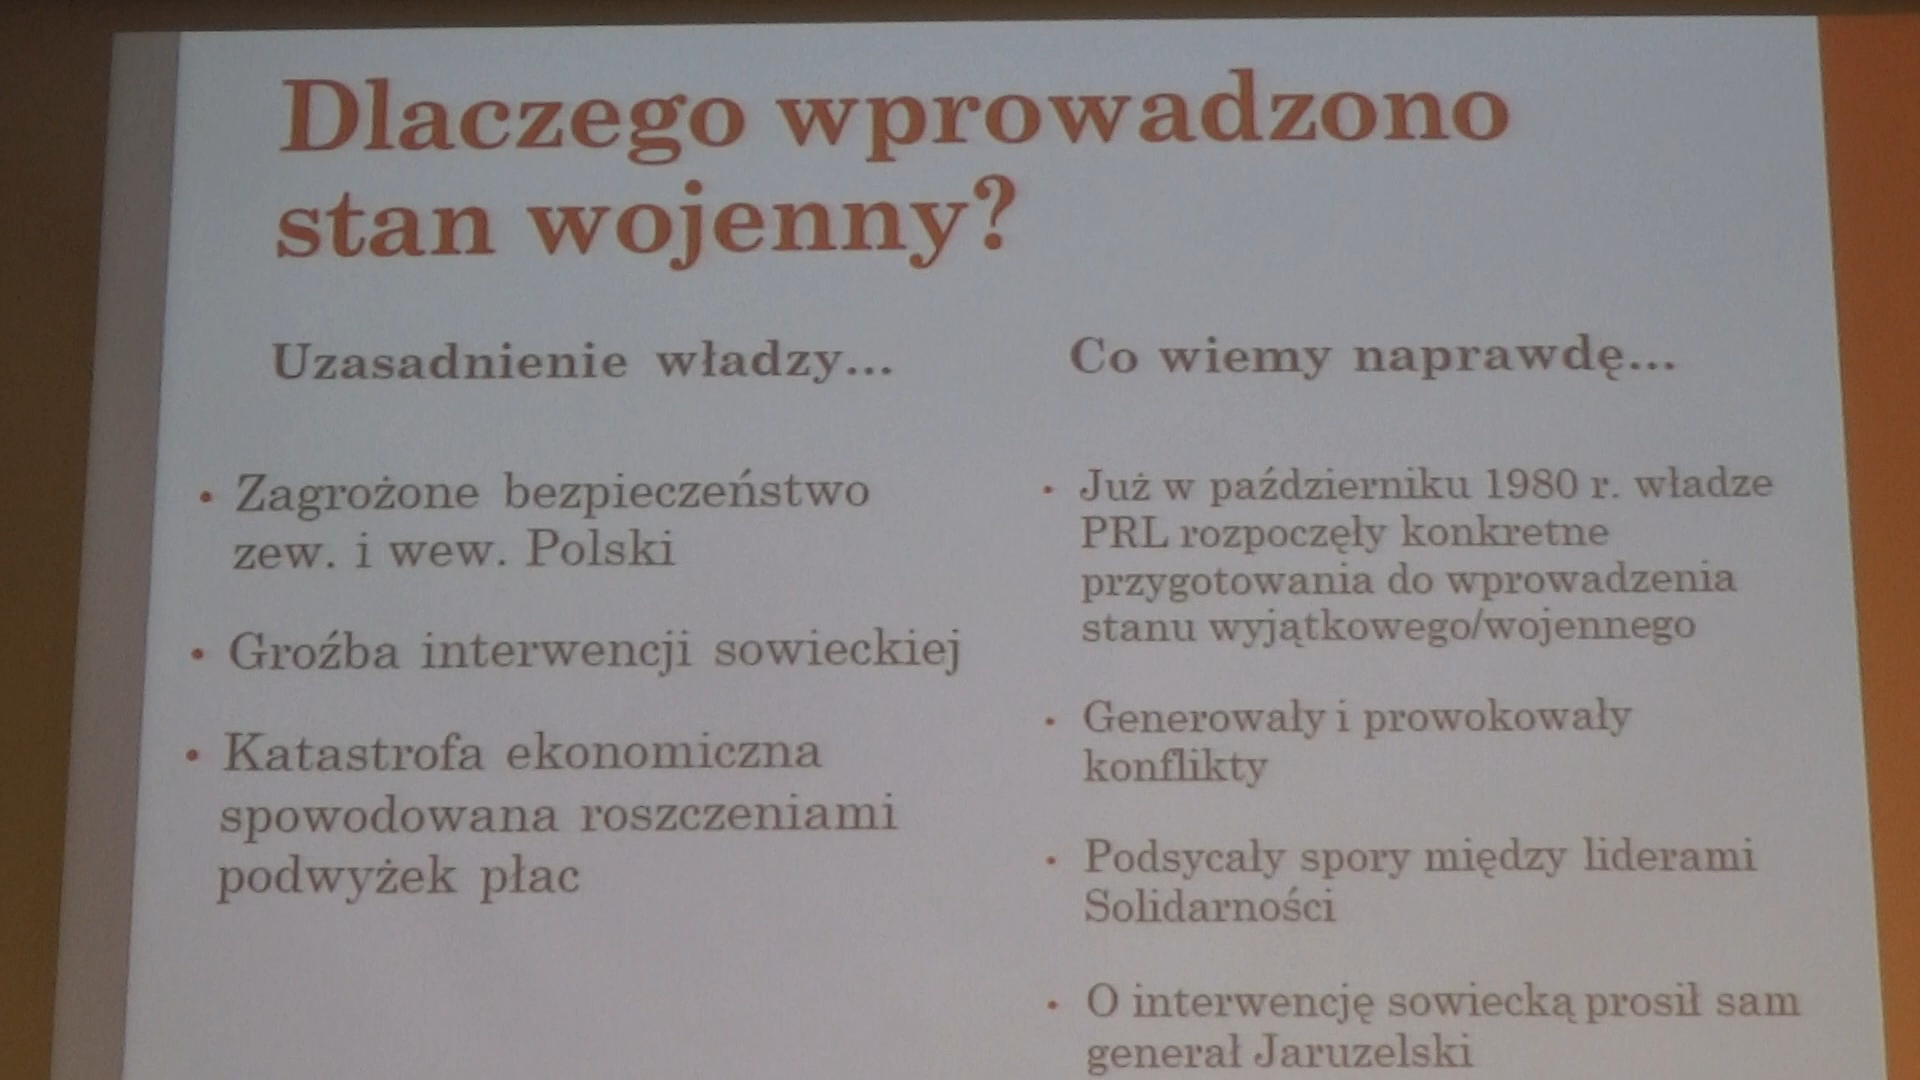 Dlaczego wprowadzono
stan wojenny?
Uzasadnienie władzy...
Zagrożone bezpieczeństwo
zew. i wew. Polski
Groźba interwencji sowieckiej
Katastrofa ekonomiczna
spowodowana roszczeniami
podwyżek płac
Co wiemy naprawdę...
Już w październiku 1980 r. władze
PRL rozpoczęły konkretne
przygotowania do wprowadzenia
stanu wyjątkowego/wojennego
Generowały i prowokowały
konflikty
Podsycały spory między liderami
Solidarności
O interwencję sowiecką prosił sam
generał Jaruzelski